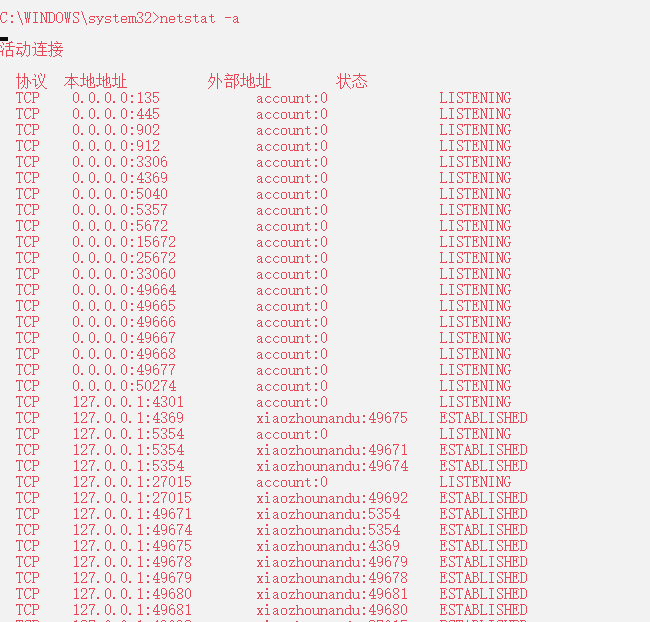 C:\WINDOWS\system32>netstat -a
活动连接
协议 本地地址 外部地址 状态
TCP 0.0.0.0:135 account:0 LISTENING
TCP 0.0.0.0:445 account:0 LISTENING
TCP 0.0.0.0:902 account:0 LISTENING
TCP 0.0.0.0:912 account:0 LISTENING
TCP 0.0.0.0:3306 account:0 LISTENING
TCP 0.0.0.0:4369 account:0 LISTENING
TCP 0.0.0.0:5040 account:0 LISTENING
TCP 0.0.0.0:5357 account:0 LISTENING
TCP 0.0.0.0:5672 account:0 LISTENING
TCP 0.0.0.0:15672 account:0 LISTENING
TCP 0.0.0.0:25672 account:0 LISTENING
TCP 0.0.0.0:33060 account:0 LISTENING
TCP 0.0.0.0:49664 account:0 LISTENING
TCP 0.0.0.0:49665 account:0 LISTENING
TCP 0.0.0.0:49666 account:0 LISTENING
TCP 0.0.0.0:49667 account:0 LISTENING
TCP 0.0.0.0:49668 account:0 LISTENING
TCP 0.0.0.0:49677 account:0 LISTENING
TCP 0.0.0.0:50274 account:0 LISTENING
TCP 127.0.0.1:4301 account:0 LISTENING
TCP 127.0.0.1:4369 xiaozhounandu:49675 ESTABLISHED
TCP 127.0.0.1:5354 account:0 LISTENING
TCP 127.0.0.1:5354 xiaozhounandu:49671 ESTABLISHED
TCP 127.0.0.1:5354 xiaozhounandu:49674 ESTABLISHED
TCP 127.0.0.1:27015 account:0 LISTENING
TCP 127.0.0.1:27015 xiaozhounandu:49692 ESTABLISHED
TCP 127.0.0.1:49671 xiaozhounandu:5354 ESTABLISHED
TCP 127.0.0.1:49674 xiaozhounandu:5354 ESTABLISHED
TCP 127.0.0.1:49675 xiaozhounandu:4369 ESTABLISHED
TCP 127.0.0.1:49678 xiaozhounandu:49679 ESTABLISHED
TCP 127.0.0.1:49679 xiaozhounandu:49678 ESTABLISHED
TCP 127.0.0.1:49680 xiaozhounandu:49681 ESTABLISHED
TCP 127.0.0.1:49681 xiaozhounandu:49680 ESTABLISHED